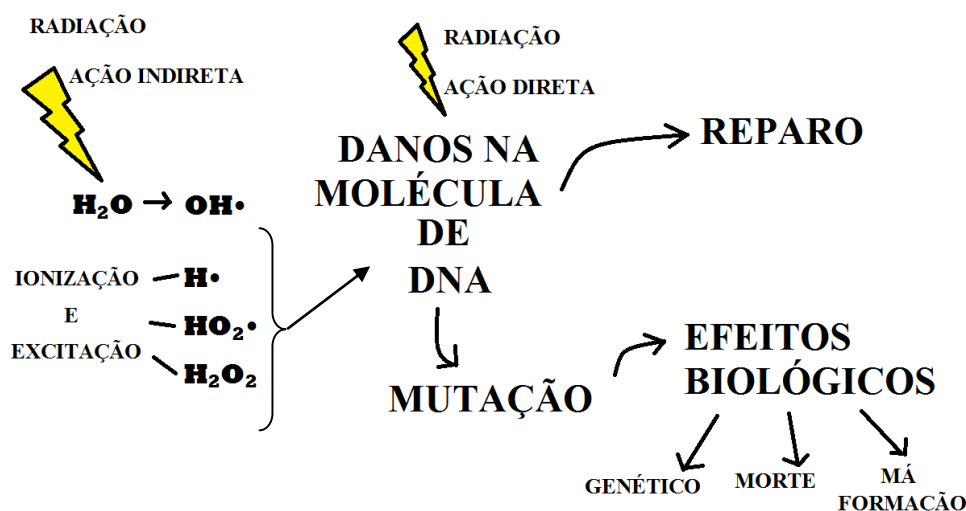 RADIAÇÃO
AÇÃO INDIRETA
H₂O → OH•
IONIZAÇÃO
E
EXCITAÇÃO
H•
HO₂•
H₂O₂
RADIAÇÃO
AÇÃO DIRETA
DANOS NA
MOLÉCULA
DE
DNA
REPARO
MUTAÇÃO
EFEITOS
BIOLÓGICOS
GENÉTICO
MORTE
MÁ
FORMAÇÃO